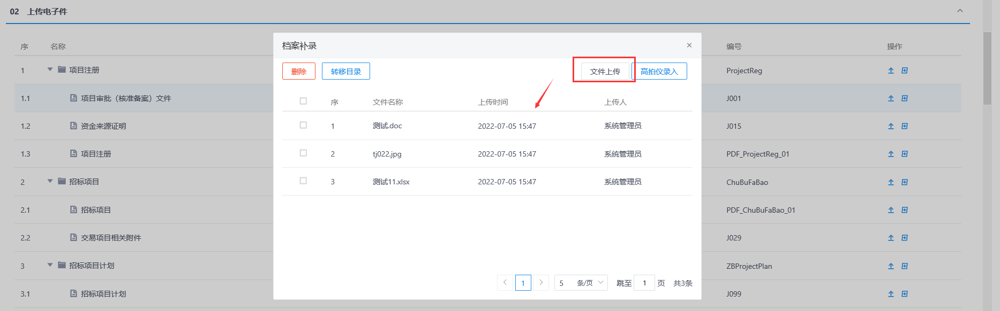 02 上传电子件
序 名称 编号 操作
1 项目注册 ProjectReg
1.1 项目审批（核准备案）文件 J001
1.2 资金来源证明 J015
1.3 项目注册 PDF_ProjectReg_01
2 招标项目 ChuBuFaBao
2.1 招标项目 PDF_ChuBuFaBao_01
2.2 交易项目相关附件 J029
3 招标项目计划 ZBProjectPlan
3.1 招标项目计划 J099
档案补录 ×
删除 转移目录 文件上传 高拍仪录入
序 文件名称 上传时间 上传人
1 测试.doc 2022-07-05 15:47 系统管理员
2 tj022.jpg 2022-07-05 15:47 系统管理员
3 测试11.xlsx 2022-07-05 15:47 系统管理员
1 5 条/页 跳至 1 页 共3条